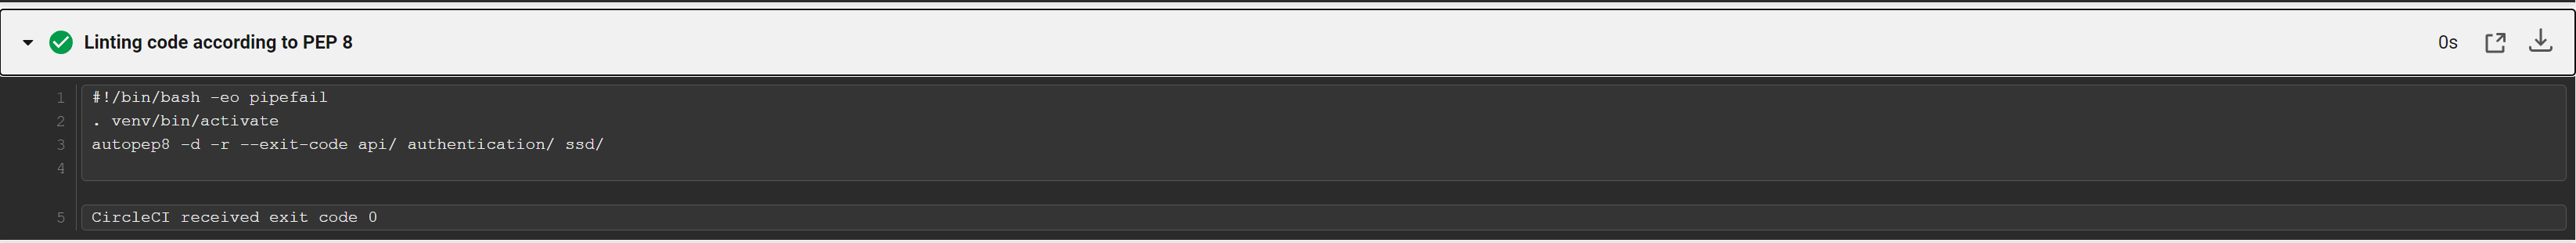 Linting code according to PEP 8
0s
1 #!/bin/bash -eo pipefail
2 . venv/bin/activate
3 autopep8 -d -r --exit-code api/ authentication/ ssd/
4
5 CircleCI received exit code 0